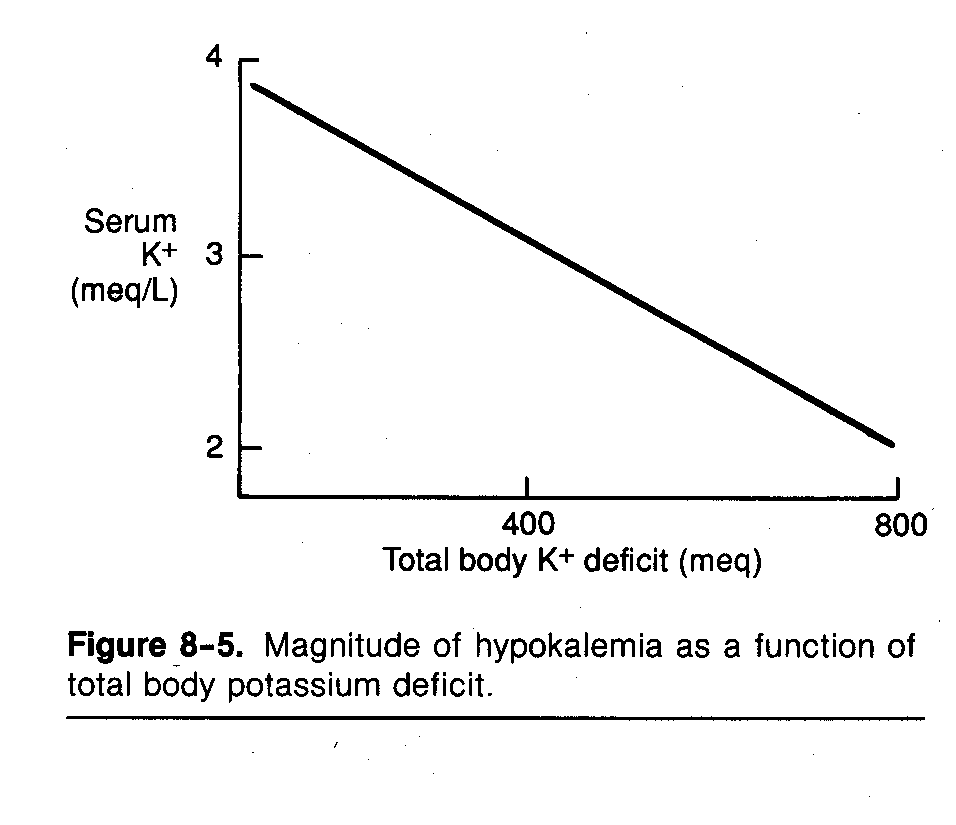 4
Serum
K+
3
(meq/L)
2
400
800
Total body K+ deficit (meq)
Figure 8–5. Magnitude of hypokalemia as a function of
total body potassium deficit.